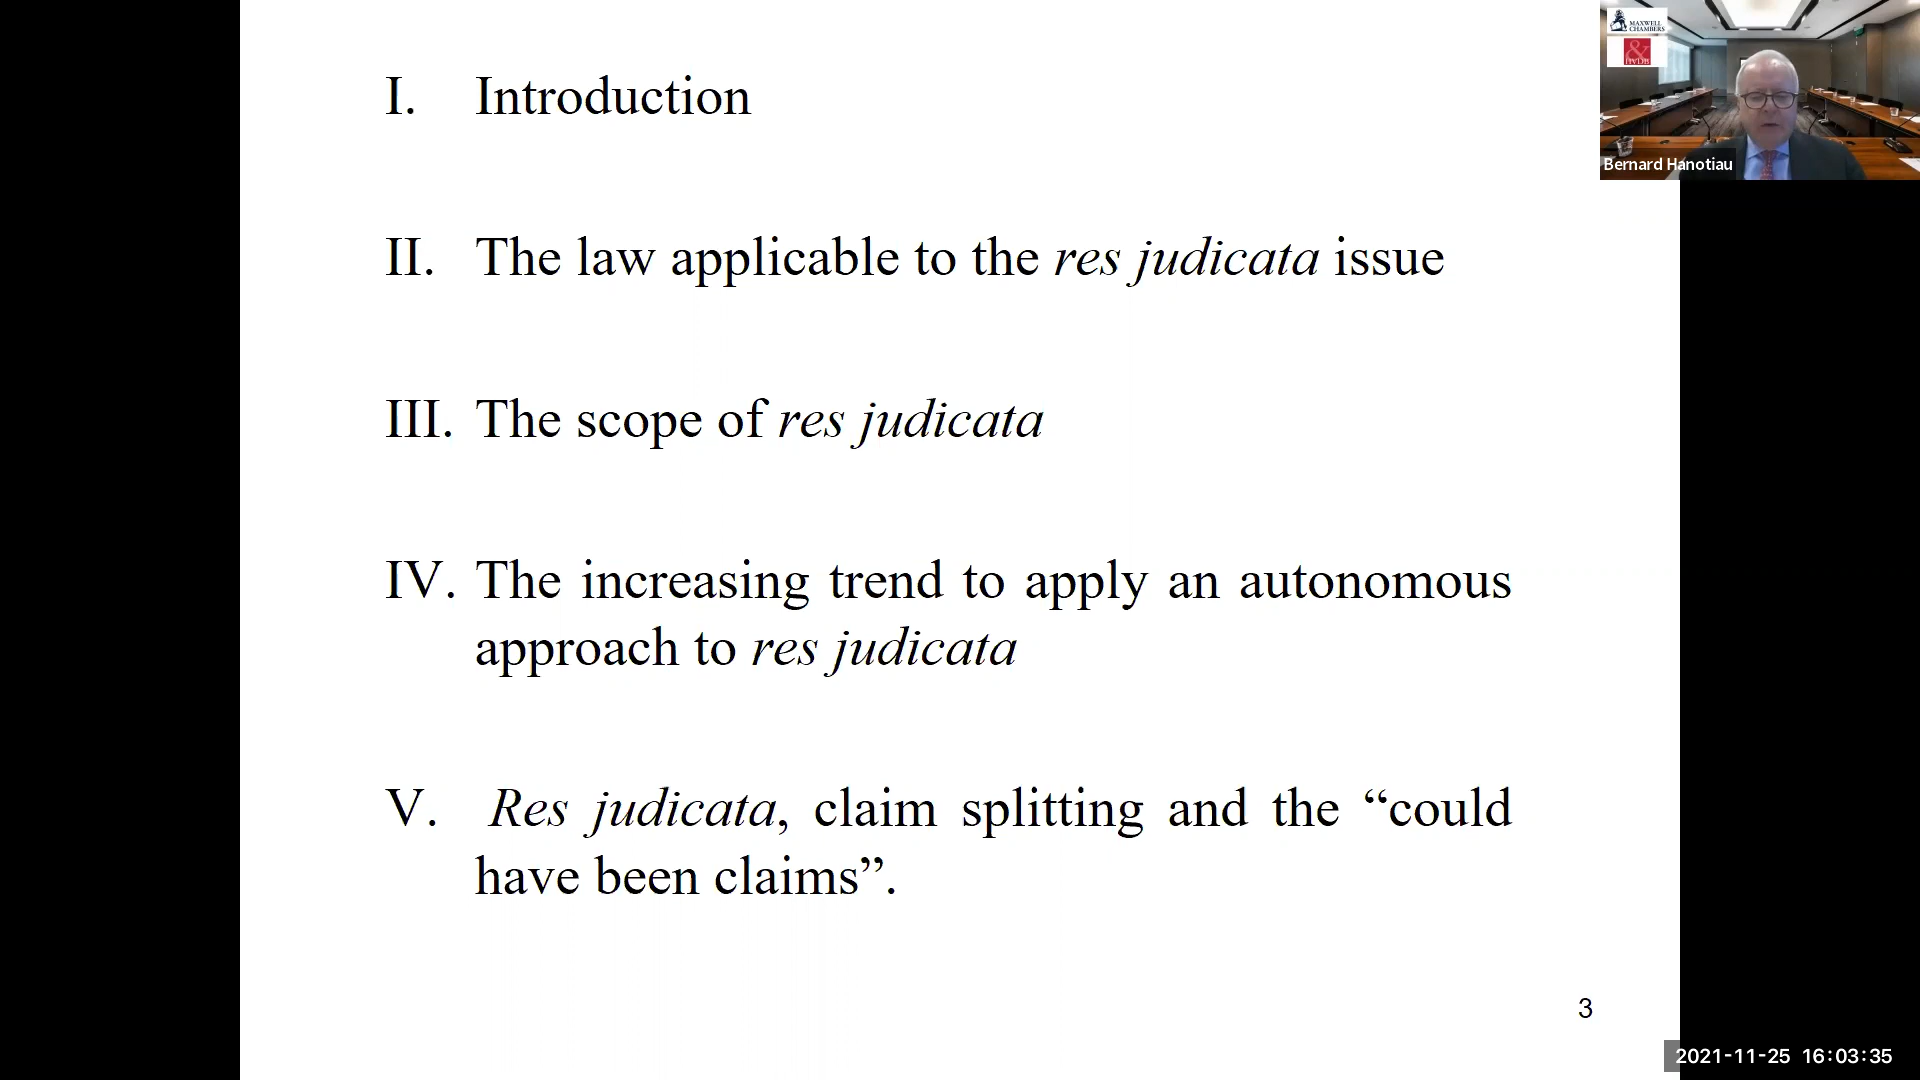 I. Introduction
II. The law applicable to the res judicata issue
III. The scope of res judicata
IV. The increasing trend to apply an autonomous
approach to res judicata
V. Res judicata, claim splitting and the “could
have been claims”.
3
MAXWELL
CHAMBERS
&
Bernard Hanotiau
2021-11-25 16:03:35